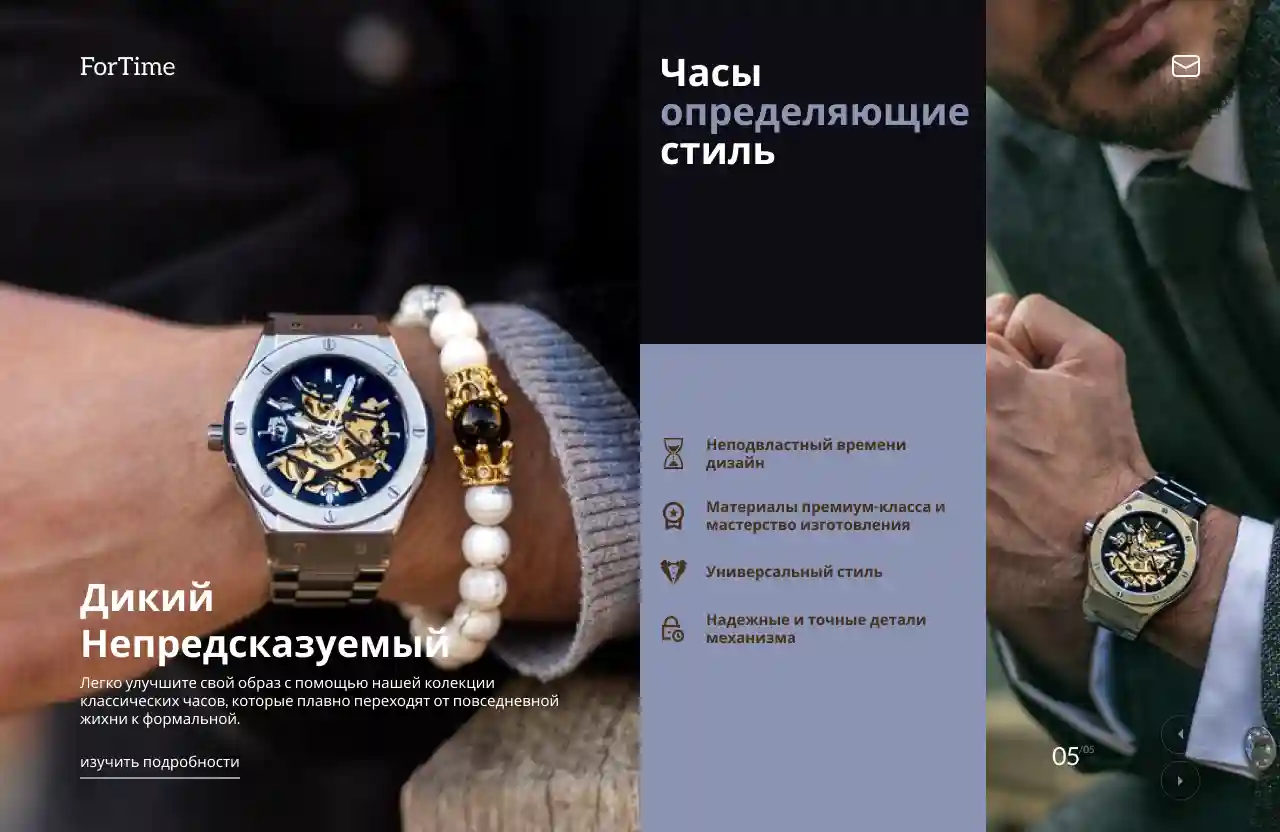 ForTime
Часы
определяющие
стиль
Неподвластный времени
дизайн
Материалы премиум-класса и
мастерство изготовления
Универсальный стиль
Надежные и точные детали
механизма
Дикий
Непредсказуемый
Легко улучшите свой образ с помощью нашей колекции
классических часов, которые плавно переходят от повседневной
жихни к формальной.
изучить подробности
05/05